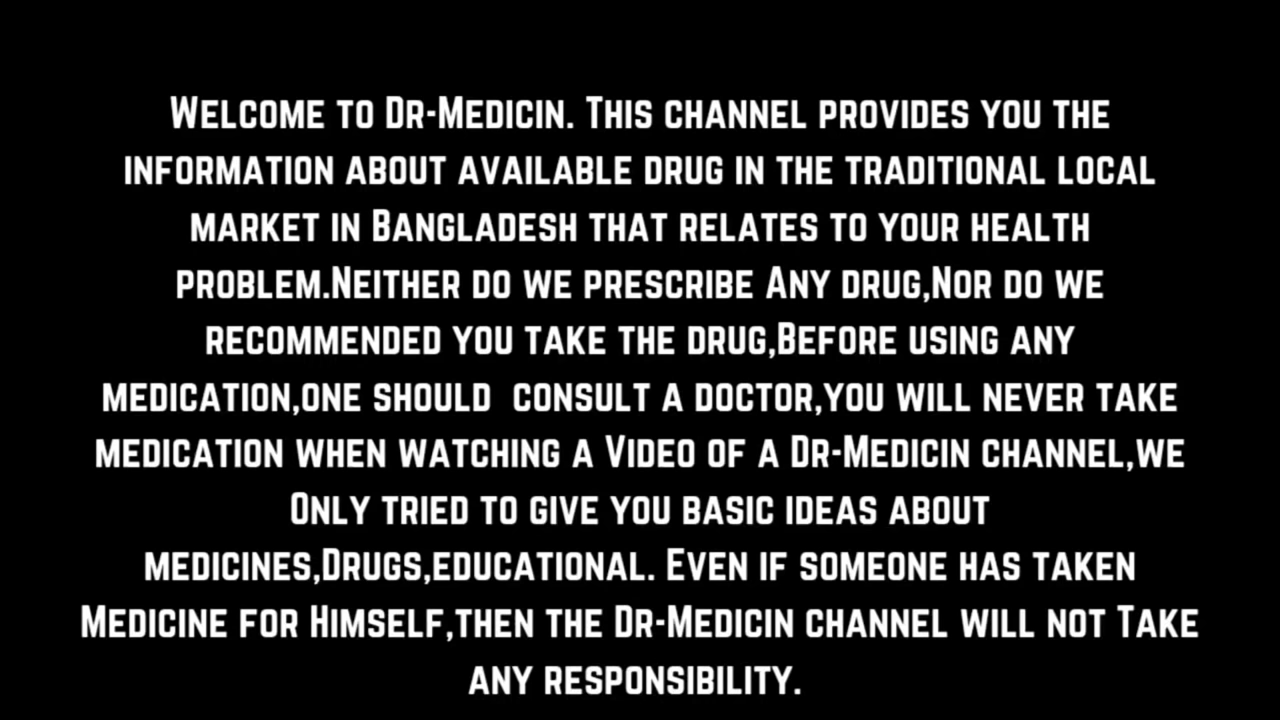 Welcome to Dr-Medicin. This channel provides you the
information about available drug in the traditional local
market in Bangladesh that relates to your health
problem.Neither do we prescribe Any drug,Nor do we
recommended you take the drug,Before using any
medication,one should  consult a doctor,you will never take
medication when watching a Video of a Dr-Medicin channel,we
Only tried to give you basic ideas about
medicines,Drugs,educational. Even if someone has taken
Medicine for Himself,then the Dr-Medicin channel will not Take
any responsibility.